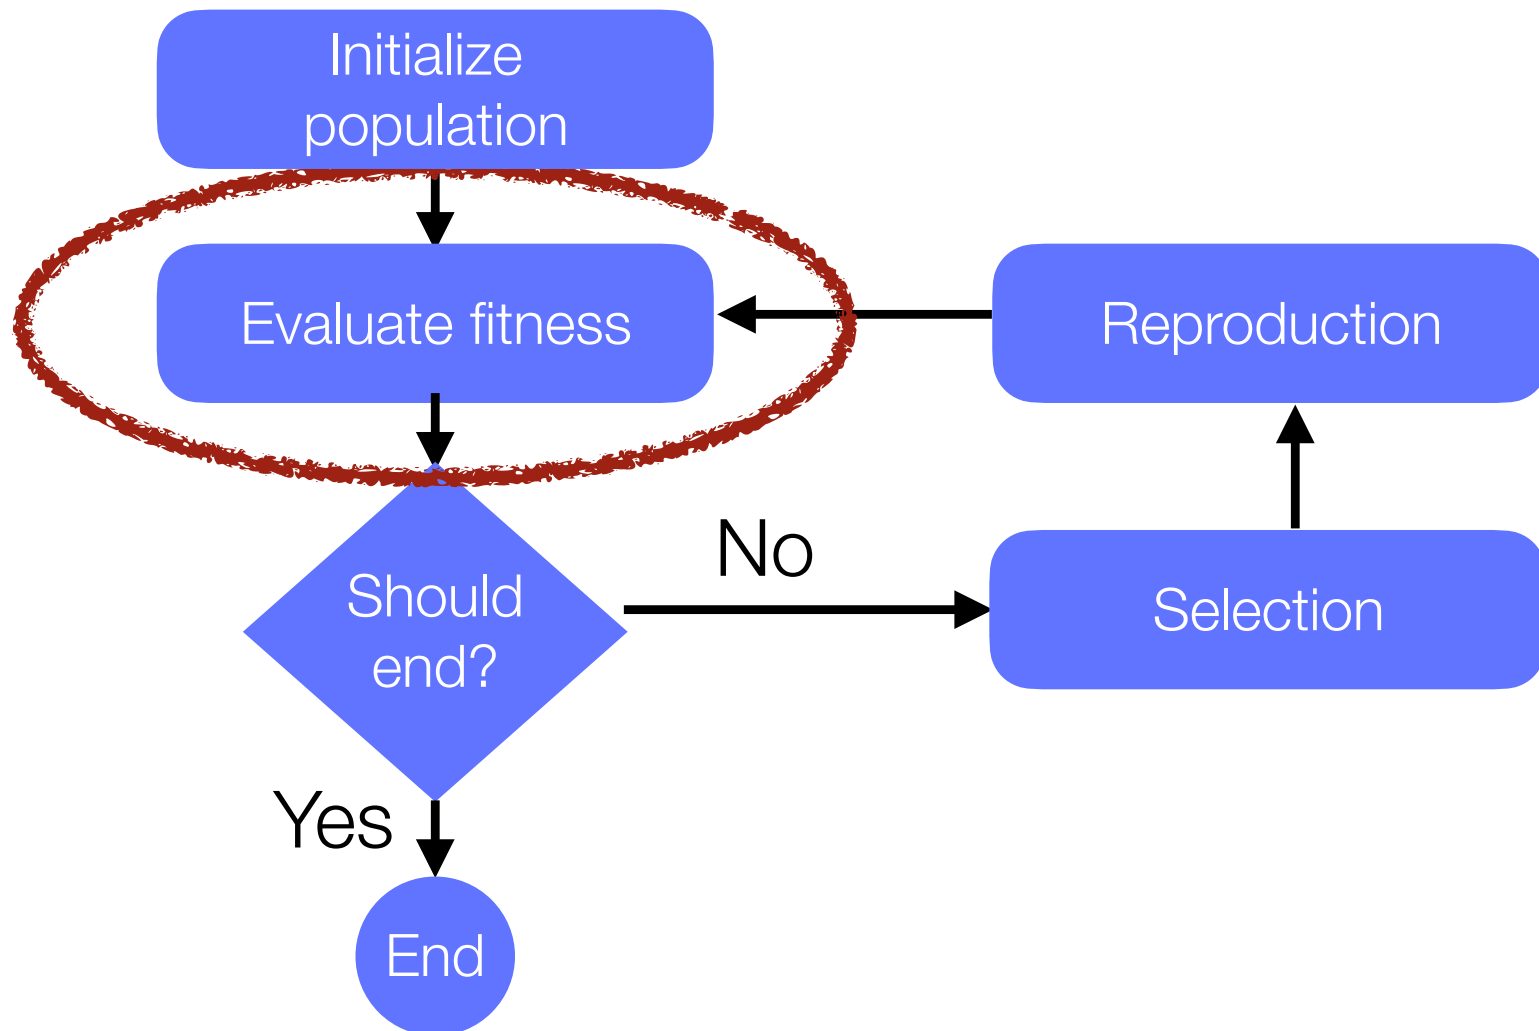 Initialize
population
Evaluate fitness
Reproduction
No
Should
end?
Selection
Yes
End